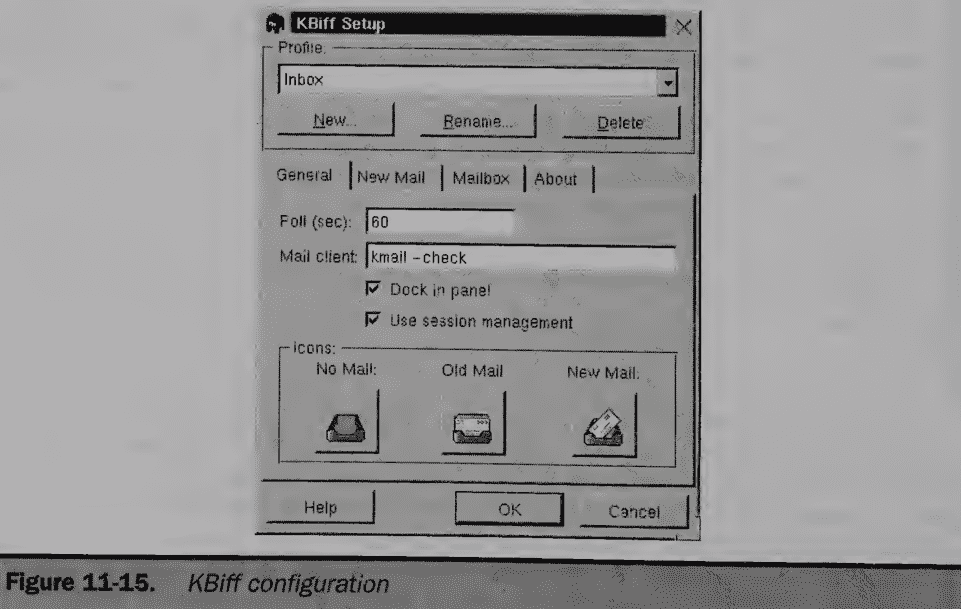 KBiff Setup
Profile:
Inbox
New... Rename... Delete
General New Mail Mailbox About
Poll (sec): 60
Mail client: kmail -check
Dock in panel
Use session management
Icons:
No Mail: Old Mail New Mail:
Help OK Cancel
Figure 11-15. KBiff configuration